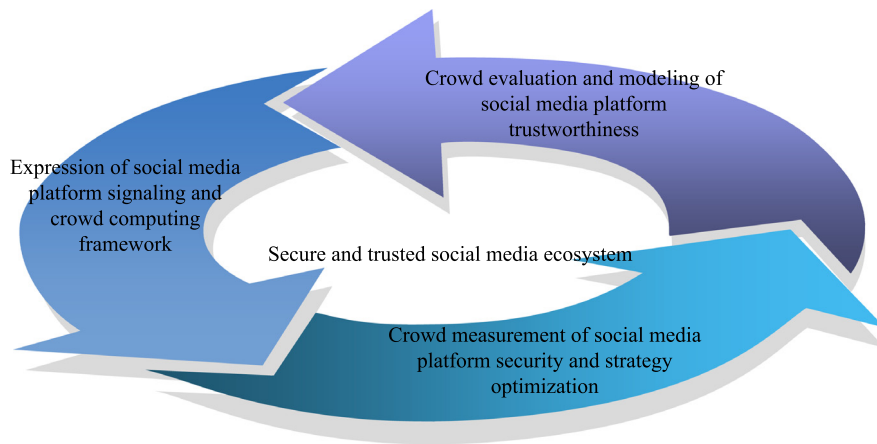 Crowd evaluation and modeling of
social media platform
trustworthiness
Expression of social media
platform signaling and
crowd computing
framework
Secure and trusted social media ecosystem
Crowd measurement of social media
platform security and strategy
optimization